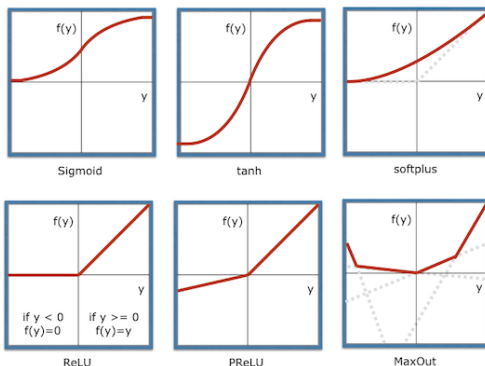 f(y)
y
Sigmoid
f(y)
y
tanh
f(y)
y
softplus
f(y)
y
if y < 0
f(y)=0
if y >= 0
f(y)=y
ReLU
f(y)
y
PReLU
f(y)
y
MaxOut